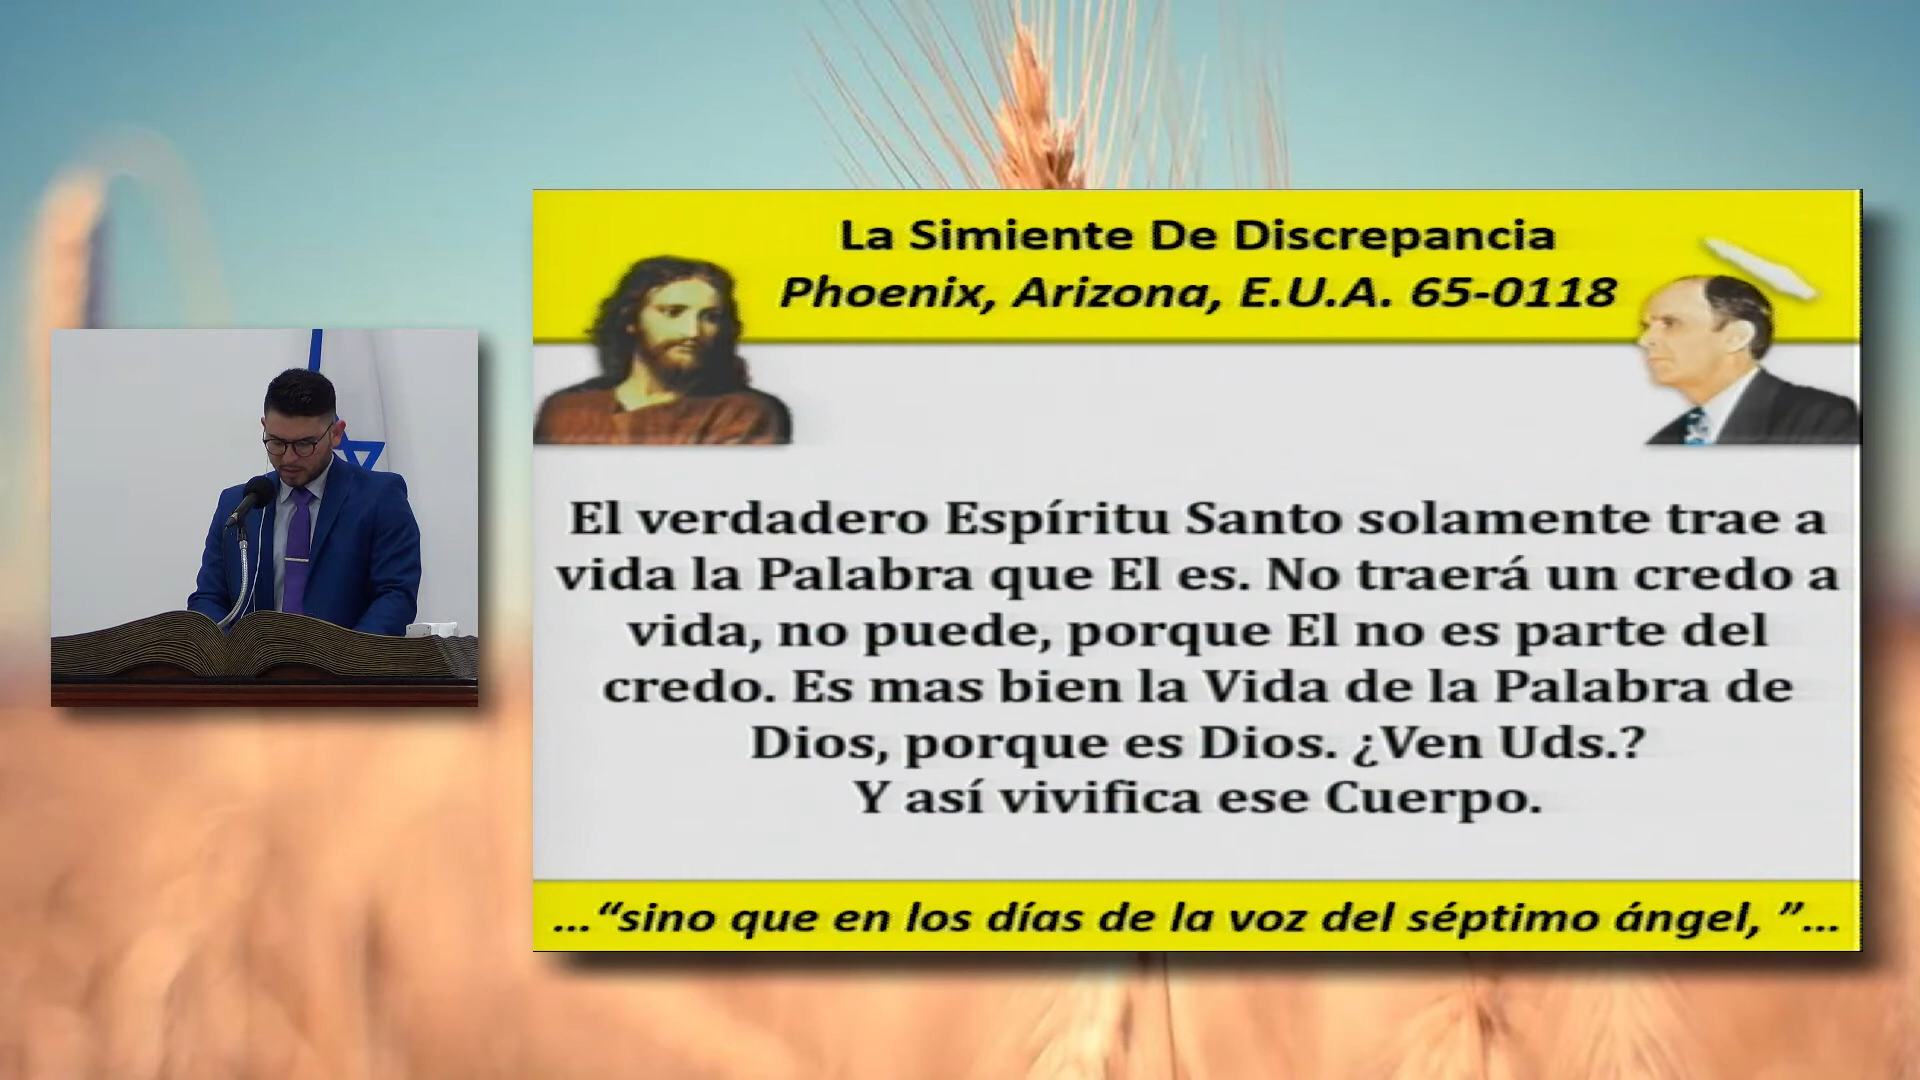 La Simiente De Discrepancia
Phoenix, Arizona, E.U.A. 65-0118
El verdadero Espíritu Santo solamente trae a
vida la Palabra que El es. No traerá un credo a
vida, no puede, porque El no es parte del
credo. Es mas bien la Vida de la Palabra de
Dios, porque es Dios. ¿Ven Uds.?
Y así vivifica ese Cuerpo.
...“sino que en los días de la voz del séptimo ángel, ”...